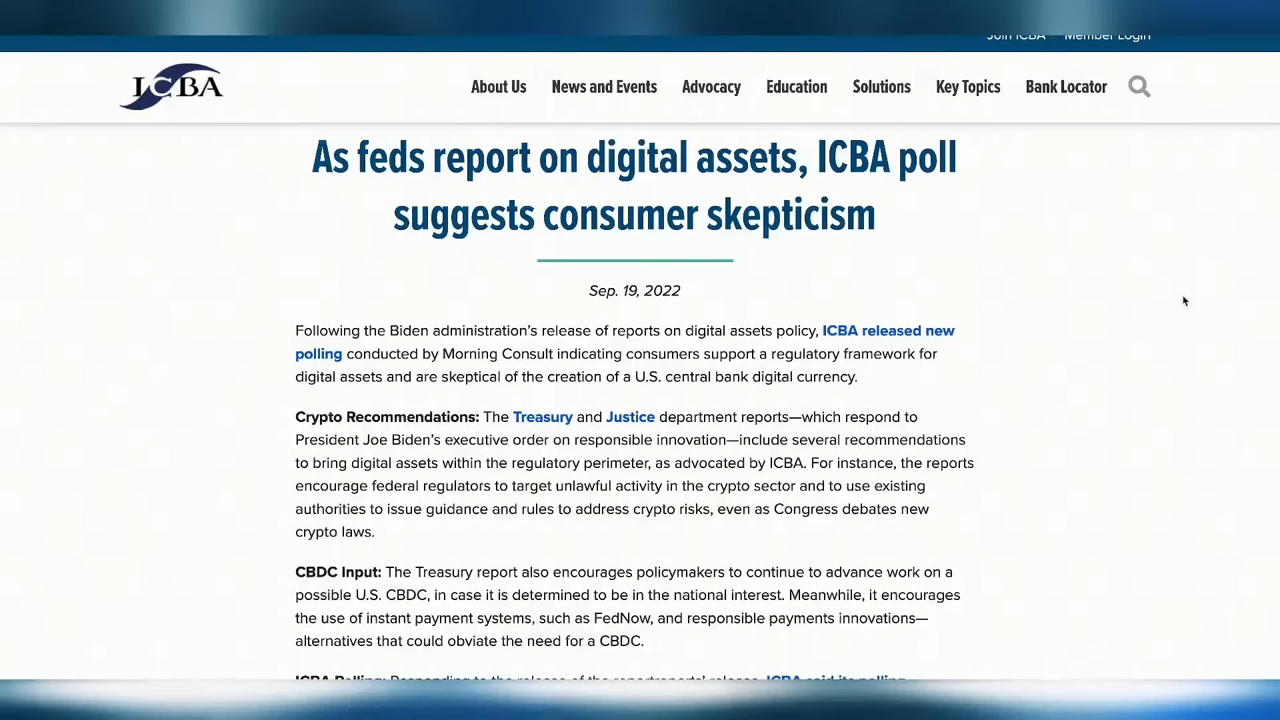 Join ICBA Member Login
ICBA About Us News and Events Advocacy Education Solutions Key Topics Bank Locator
As feds report on digital assets, ICBA poll
suggests consumer skepticism
Sep. 19, 2022
Following the Biden administration’s release of reports on digital assets policy, ICBA released new
polling conducted by Morning Consult indicating consumers support a regulatory framework for
digital assets and are skeptical of the creation of a U.S. central bank digital currency.
Crypto Recommendations: The Treasury and Justice department reports—which respond to
President Joe Biden’s executive order on responsible innovation—include several recommendations
to bring digital assets within the regulatory perimeter, as advocated by ICBA. For instance, the reports
encourage federal regulators to target unlawful activity in the crypto sector and to use existing
authorities to issue guidance and rules to address crypto risks, even as Congress debates new
crypto laws.
CBDC Input: The Treasury report also encourages policymakers to continue to advance work on a
possible U.S. CBDC, in case it is determined to be in the national interest. Meanwhile, it encourages
the use of instant payment systems, such as FedNow, and responsible payments innovations—
alternatives that could obviate the need for a CBDC.
ICBA Polling: Responding to the release of the reports' release, ICBA said its polling